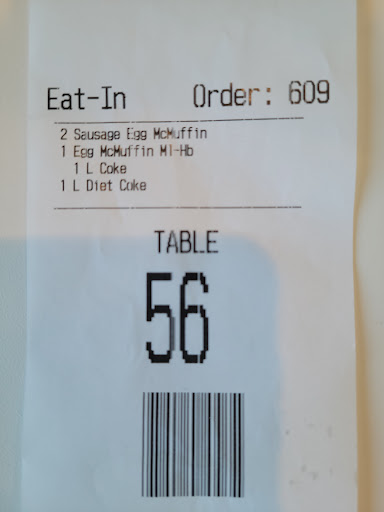 Eat-In Order: 609
2 Sausage Egg McMuffin
1 Egg McMuffin Ml-Hb
1 L Coke
1 L Diet Coke
TABLE
56